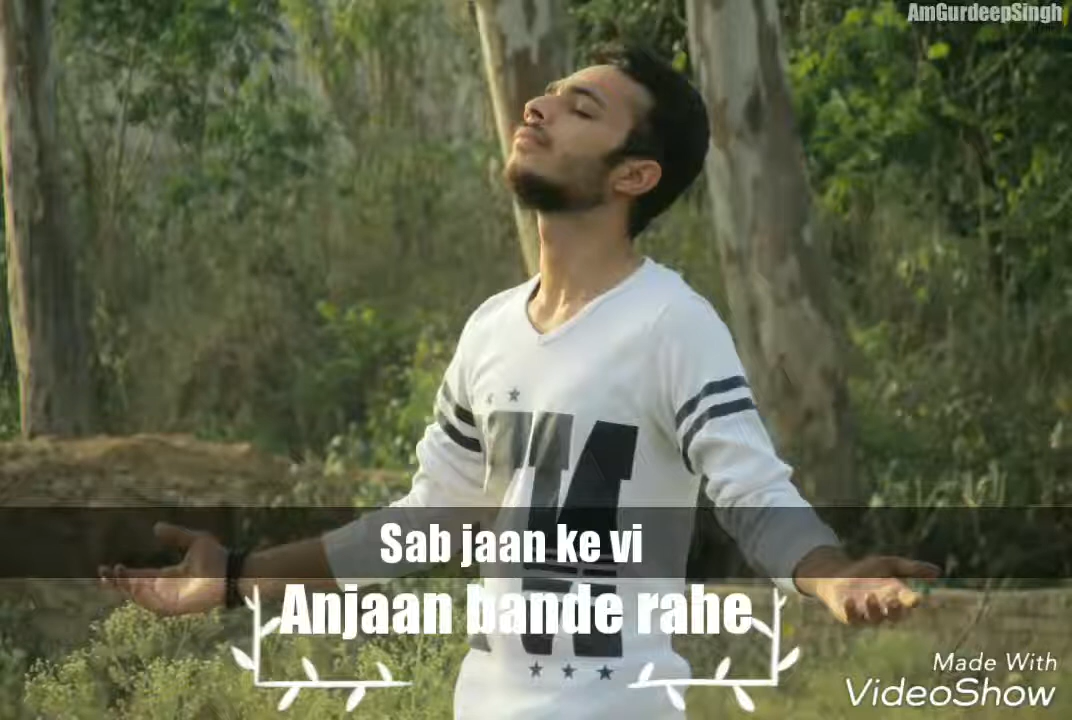 AmGurdeepSingh
Sab jaan ke vi
Anjaan bande rahe
Made With
VideoShow